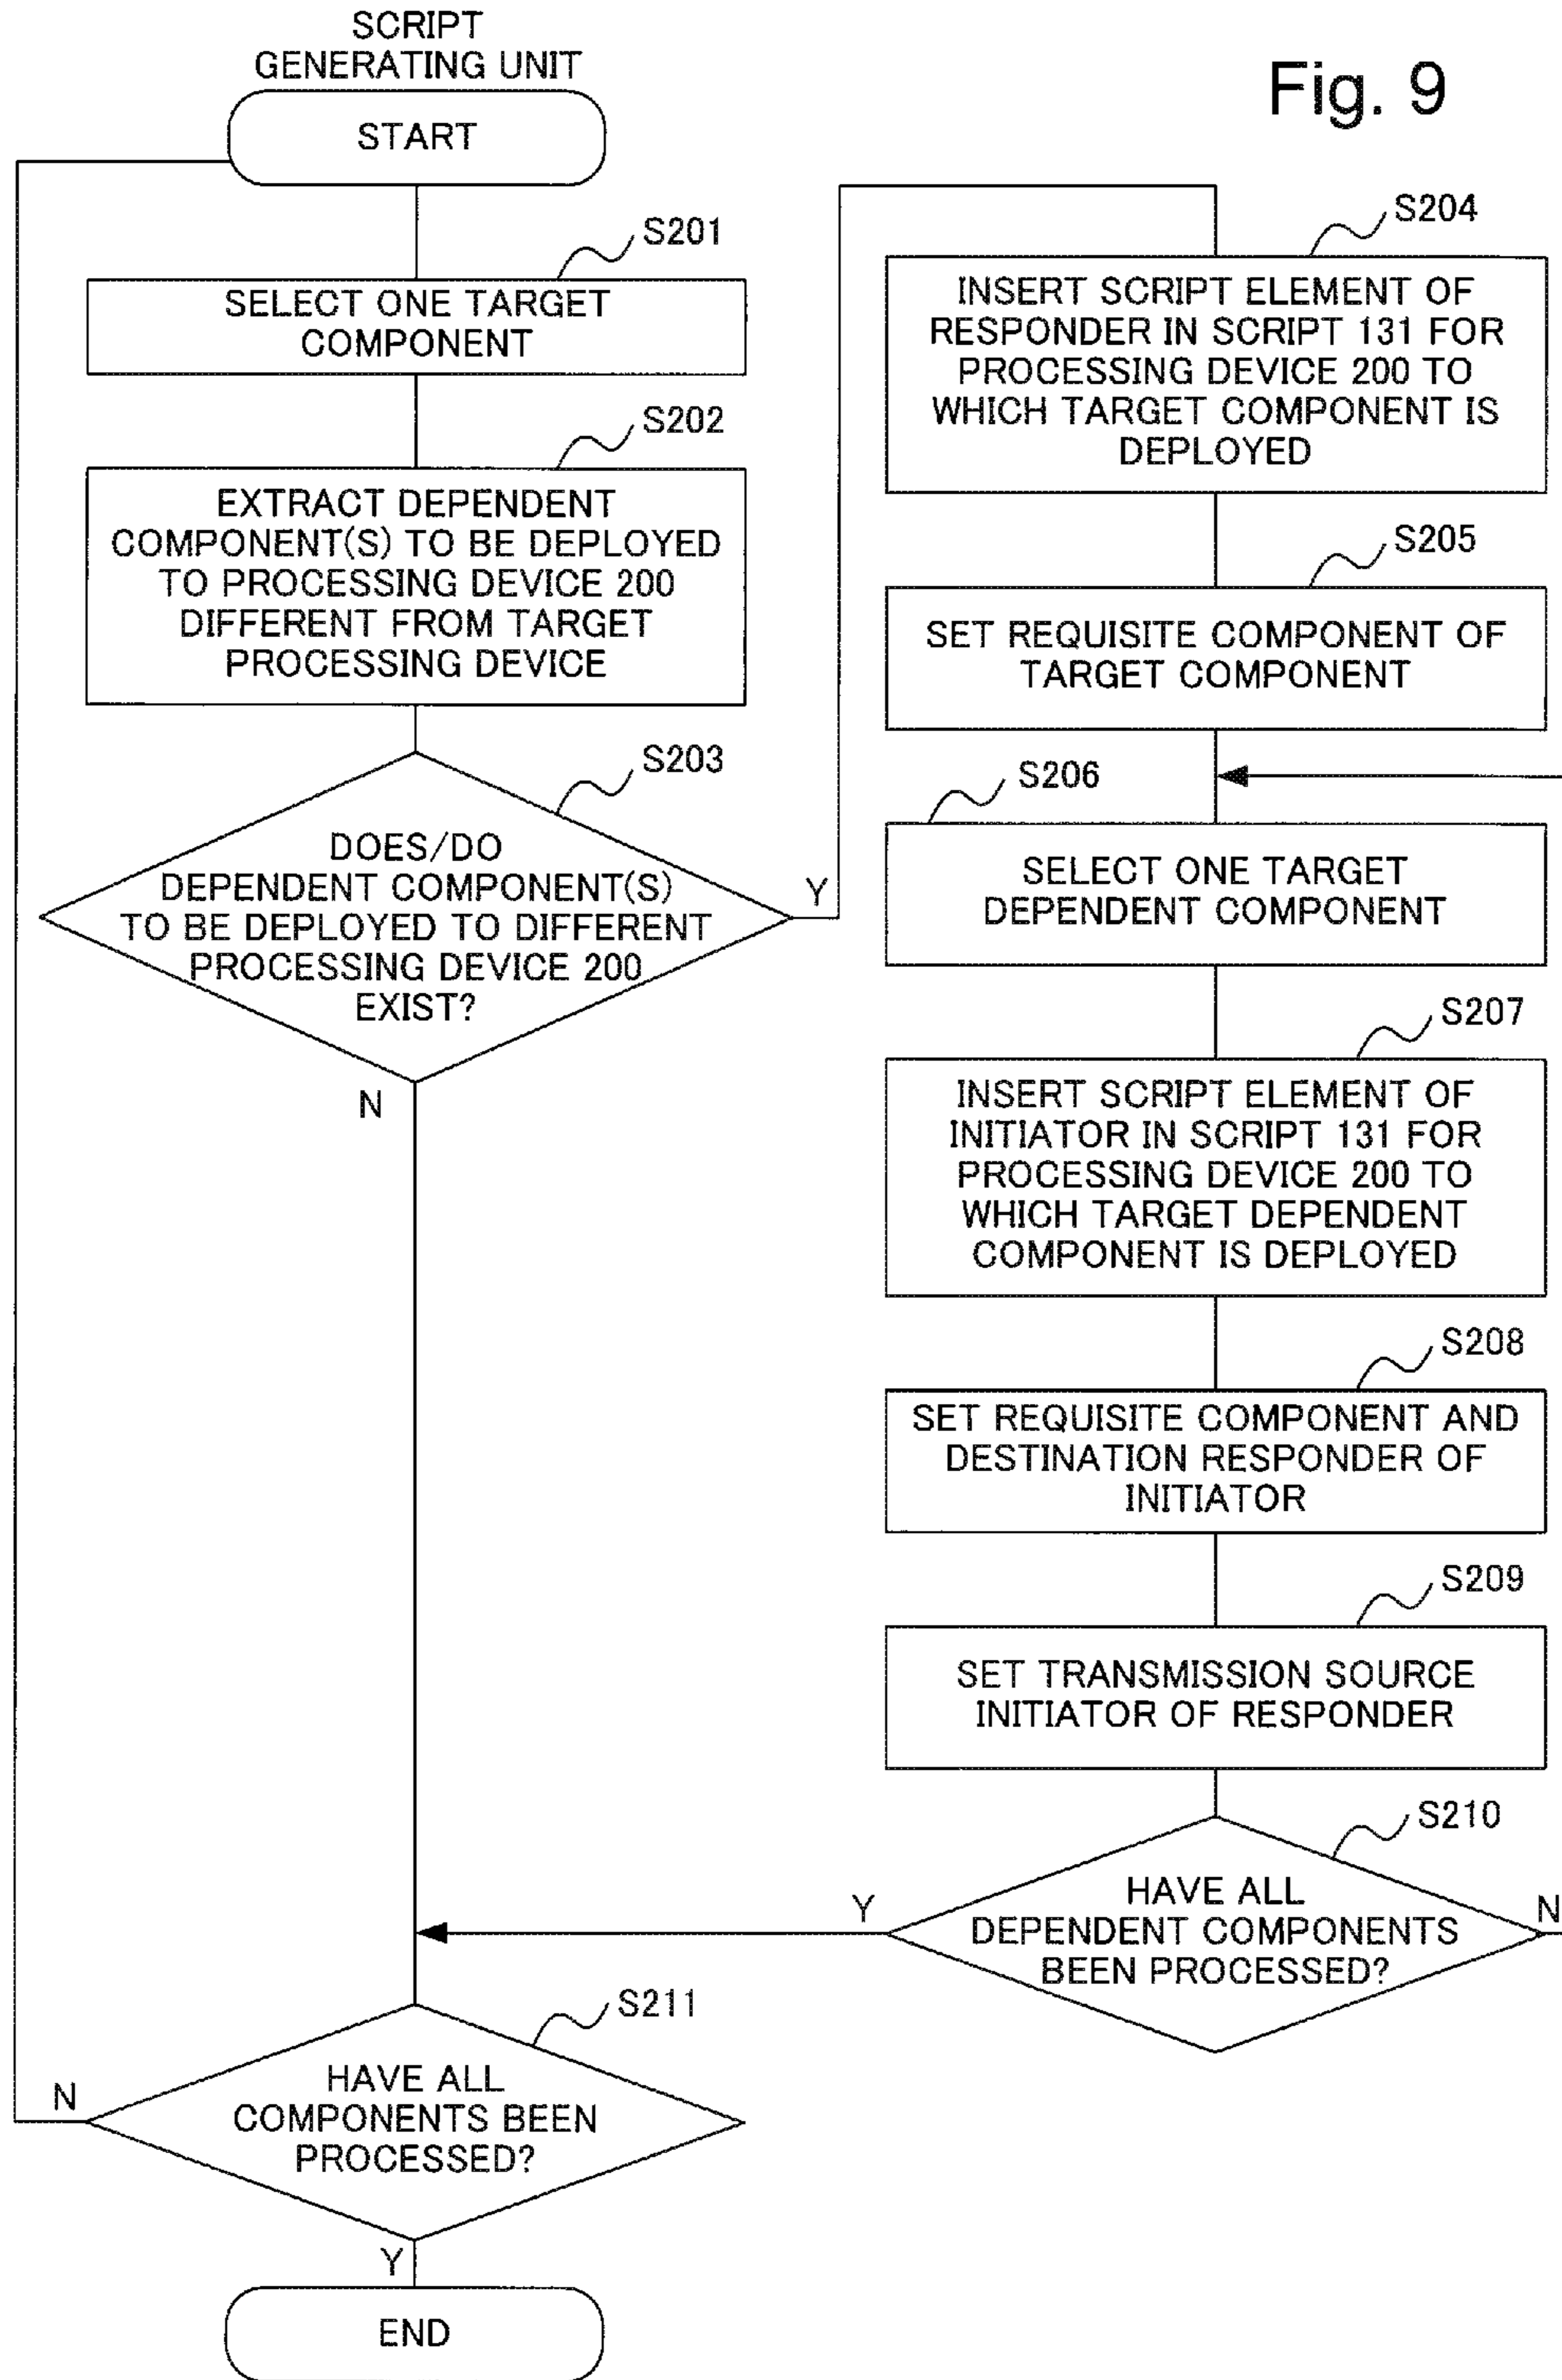 Fig. 9
SCRIPT
GENERATING UNIT
START
S201
SELECT ONE TARGET
COMPONENT
S202
EXTRACT DEPENDENT
COMPONENT(S) TO BE DEPLOYED
TO PROCESSING DEVICE 200
DIFFERENT FROM TARGET
PROCESSING DEVICE
S203
DOES/DO
DEPENDENT COMPONENT(S)
TO BE DEPLOYED TO DIFFERENT
PROCESSING DEVICE 200
EXIST?
Y
N
S204
INSERT SCRIPT ELEMENT OF
RESPONDER IN SCRIPT 131 FOR
PROCESSING DEVICE 200 TO
WHICH TARGET COMPONENT IS
DEPLOYED
S205
SET REQUISITE COMPONENT OF
TARGET COMPONENT
S206
SELECT ONE TARGET
DEPENDENT COMPONENT
S207
INSERT SCRIPT ELEMENT OF
INITIATOR IN SCRIPT 131 FOR
PROCESSING DEVICE 200 TO
WHICH TARGET DEPENDENT
COMPONENT IS DEPLOYED
S208
SET REQUISITE COMPONENT AND
DESTINATION RESPONDER OF
INITIATOR
S209
SET TRANSMISSION SOURCE
INITIATOR OF RESPONDER
S210
HAVE ALL
DEPENDENT COMPONENTS
BEEN PROCESSED?
Y
N
S211
HAVE ALL
COMPONENTS BEEN
PROCESSED?
N
Y
END